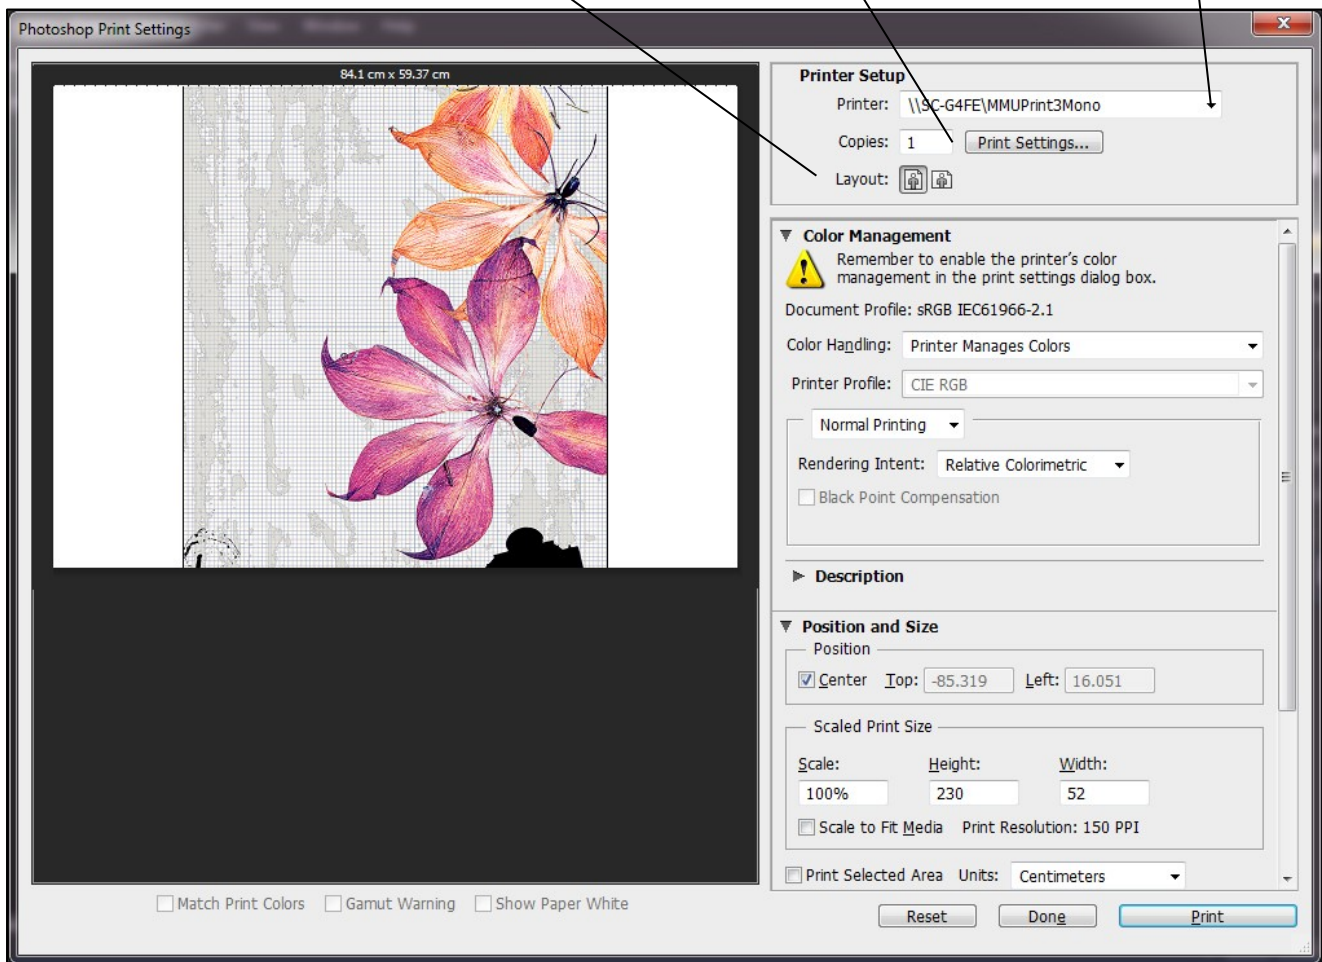 Photoshop Print Settings
View Window Help
84.1 cm x 59.37 cm
Printer Setup
Printer: \\SC-G4FE\MMUPrint3Mono
Copies: 1 Print Settings...
Layout:
Color Management
Remember to enable the printer's color
management in the print settings dialog box.
Document Profile: sRGB IEC61966-2.1
Color Handling: Printer Manages Colors
Printer Profile: CIE RGB
Normal Printing
Rendering Intent: Relative Colorimetric
Black Point Compensation
Description
Position and Size
Position
Center Top: -85.319 Left: 16.051
Scaled Print Size
Scale: Height: Width:
100% 230 52
Scale to Fit Media Print Resolution: 150 PPI
Print Selected Area Units: Centimeters
Match Print Colors Gamut Warning Show Paper White
Reset Done Print